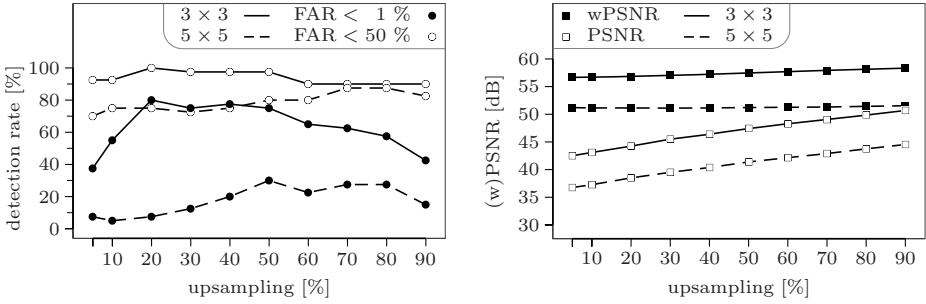 3 × 3 FAR < 1 %
5 × 5 FAR < 50 %
detection rate [%]
100
80
60
40
20
0
10 20 30 40 50 60 70 80 90
upsampling [%]
wPSNR 3 × 3
PSNR 5 × 5
(w)PSNR [dB]
60
55
50
45
40
35
30
10 20 30 40 50 60 70 80 90
upsampling [%]